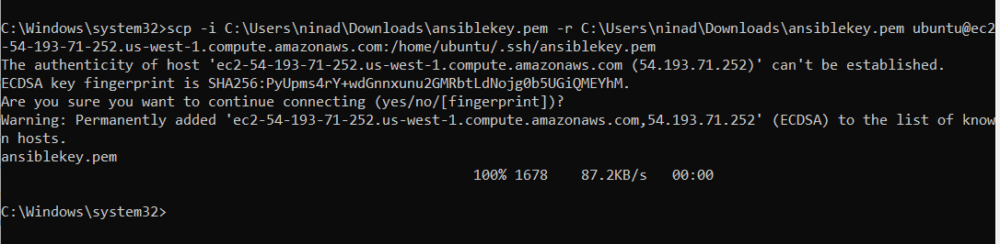 C:\Windows\system32>scp -i C:\Users\ninad\Downloads\ansiblekey.pem -r C:\Users\ninad\Downloads\ansiblekey.pem ubuntu@ec2
-54-193-71-252.us-west-1.compute.amazonaws.com:/home/ubuntu/.ssh/ansiblekey.pem
The authenticity of host 'ec2-54-193-71-252.us-west-1.compute.amazonaws.com (54.193.71.252)' can't be established.
ECDSA key fingerprint is SHA256:PyUpms4rY+wdGnnxunu2GMRbtLdNojg0b5UGiQMEYhM.
Are you sure you want to continue connecting (yes/no/[fingerprint])?
Warning: Permanently added 'ec2-54-193-71-252.us-west-1.compute.amazonaws.com,54.193.71.252' (ECDSA) to the list of know
n hosts.
ansiblekey.pem
100% 1678 87.2KB/s 00:00
C:\Windows\system32>